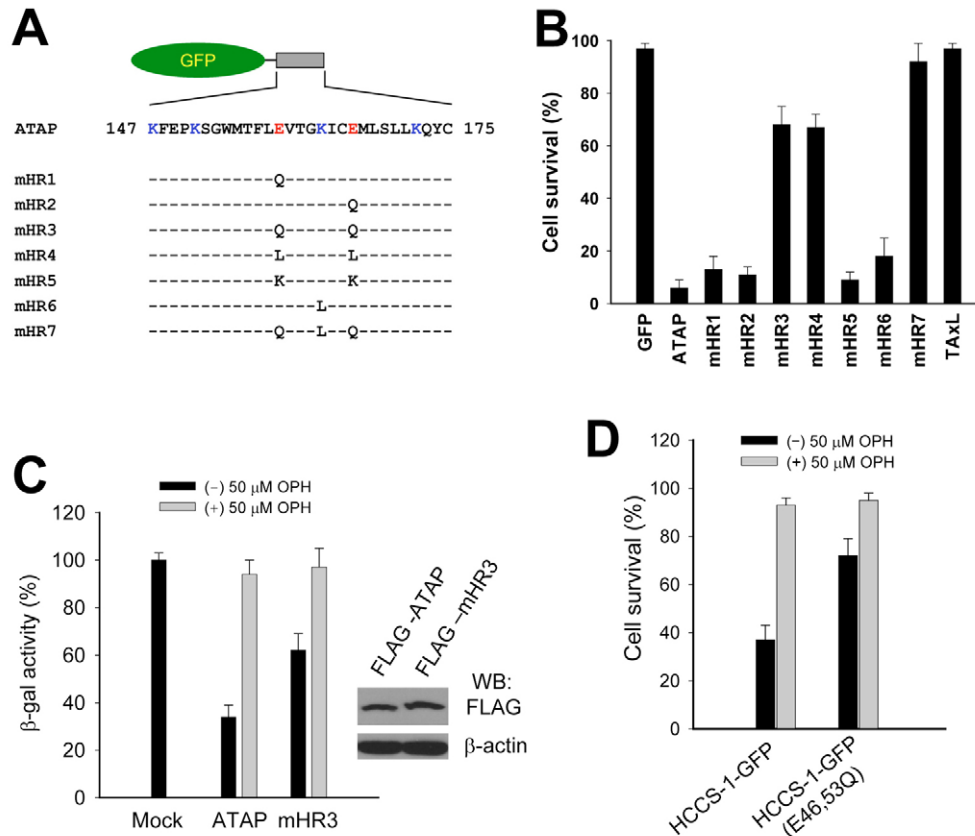 A
GFP
ATAP 147 KFEPKSGWMTFLEVTGKICEMLSLLKQYC 175
mHR1 ------------Q----------------
mHR2 -------------------Q---------
mHR3 ------------Q------Q---------
mHR4 ------------L------L---------
mHR5 ------------K------K---------
mHR6 ----------------L------------
mHR7 ------------Q---L--Q---------
B
Cell survival (%)
100
80
60
40
20
0
GFP
ATAP
mHR1
mHR2
mHR3
mHR4
mHR5
mHR6
mHR7
TAxL
C
(−) 50 μM OPH
(+) 50 μM OPH
β-gal activity (%)
120
100
80
60
40
20
0
Mock
ATAP
mHR3
FLAG -ATAP
FLAG –mHR3
WB:
FLAG
β-actin
D
(−) 50 μM OPH
(+) 50 μM OPH
Cell survival (%)
120
100
80
60
40
20
0
HCCS-1-GFP
HCCS-1-GFP
(E46,53Q)